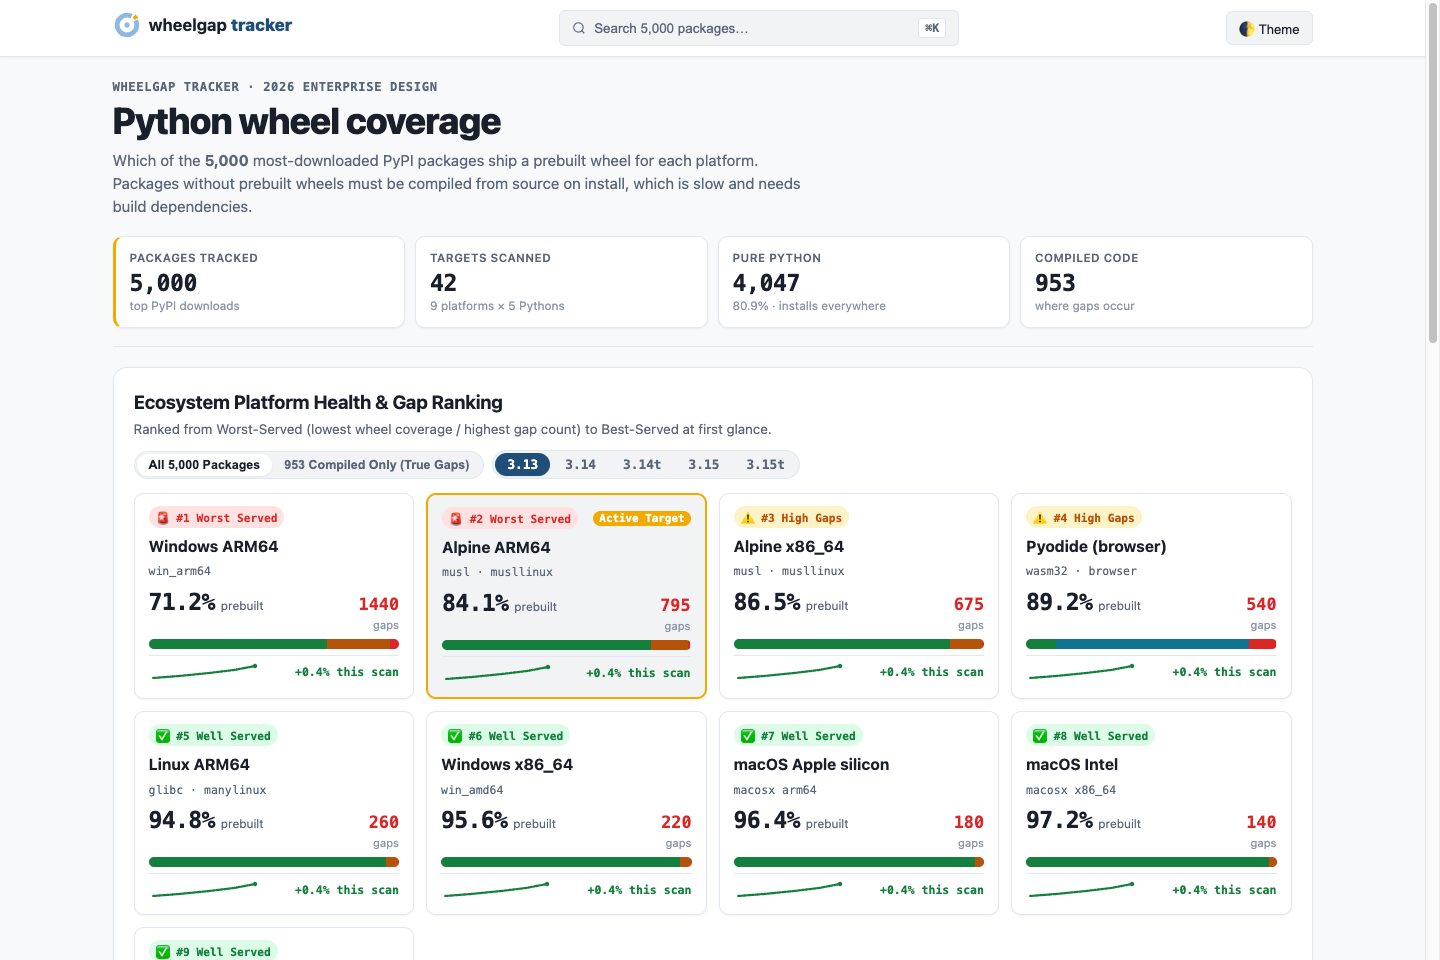 wheelgap tracker
Search 5,000 packages...
⌘K
Theme
WHEELGAP TRACKER · 2026 ENTERPRISE DESIGN
Python wheel coverage
Which of the 5,000 most-downloaded PyPI packages ship a prebuilt wheel for each platform.
Packages without prebuilt wheels must be compiled from source on install, which is slow and needs
build dependencies.
PACKAGES TRACKED
5,000
top PyPI downloads
TARGETS SCANNED
42
9 platforms × 5 Pythons
PURE PYTHON
4,047
80.9% · installs everywhere
COMPILED CODE
953
where gaps occur
Ecosystem Platform Health & Gap Ranking
Ranked from Worst-Served (lowest wheel coverage / highest gap count) to Best-Served at first glance.
All 5,000 Packages
953 Compiled Only (True Gaps)
3.13
3.14
3.14t
3.15
3.15t
#1 Worst Served
Windows ARM64
win_arm64
71.2% prebuilt
1440
gaps
+0.4% this scan
#2 Worst Served
Active Target
Alpine ARM64
musl · musllinux
84.1% prebuilt
795
gaps
+0.4% this scan
#3 High Gaps
Alpine x86_64
musl · musllinux
86.5% prebuilt
675
gaps
+0.4% this scan
#4 High Gaps
Pyodide (browser)
wasm32 · browser
89.2% prebuilt
540
gaps
+0.4% this scan
#5 Well Served
Linux ARM64
glibc · manylinux
94.8% prebuilt
260
gaps
+0.4% this scan
#6 Well Served
Windows x86_64
win_amd64
95.6% prebuilt
220
gaps
+0.4% this scan
#7 Well Served
macOS Apple silicon
macosx arm64
96.4% prebuilt
180
gaps
+0.4% this scan
#8 Well Served
macOS Intel
macosx x86_64
97.2% prebuilt
140
gaps
+0.4% this scan
#9 Well Served